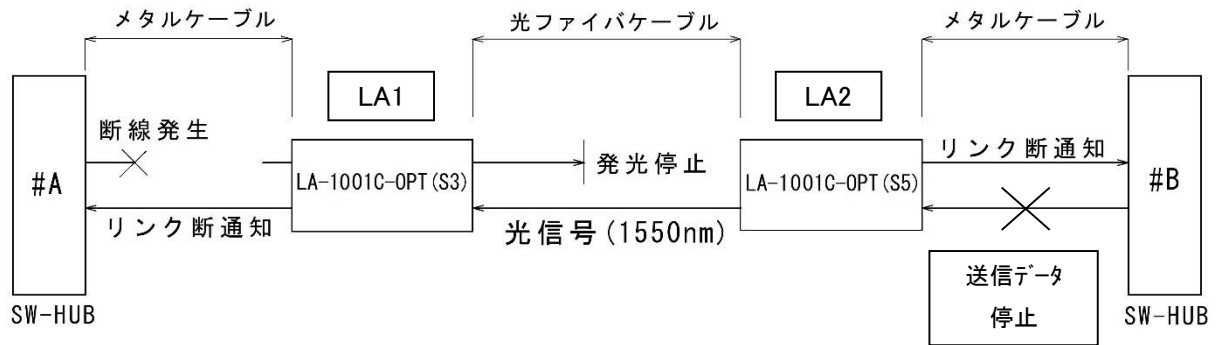 メタルケーブル
光ファイバケーブル
メタルケーブル
LA1
LA2
断線発生
発光停止
リンク断通知
#A
LA-1001C-OPT(S3)
LA-1001C-OPT(S5)
#B
リンク断通知
光信号(1550nm)
送信データ
停止
SW-HUB
SW-HUB